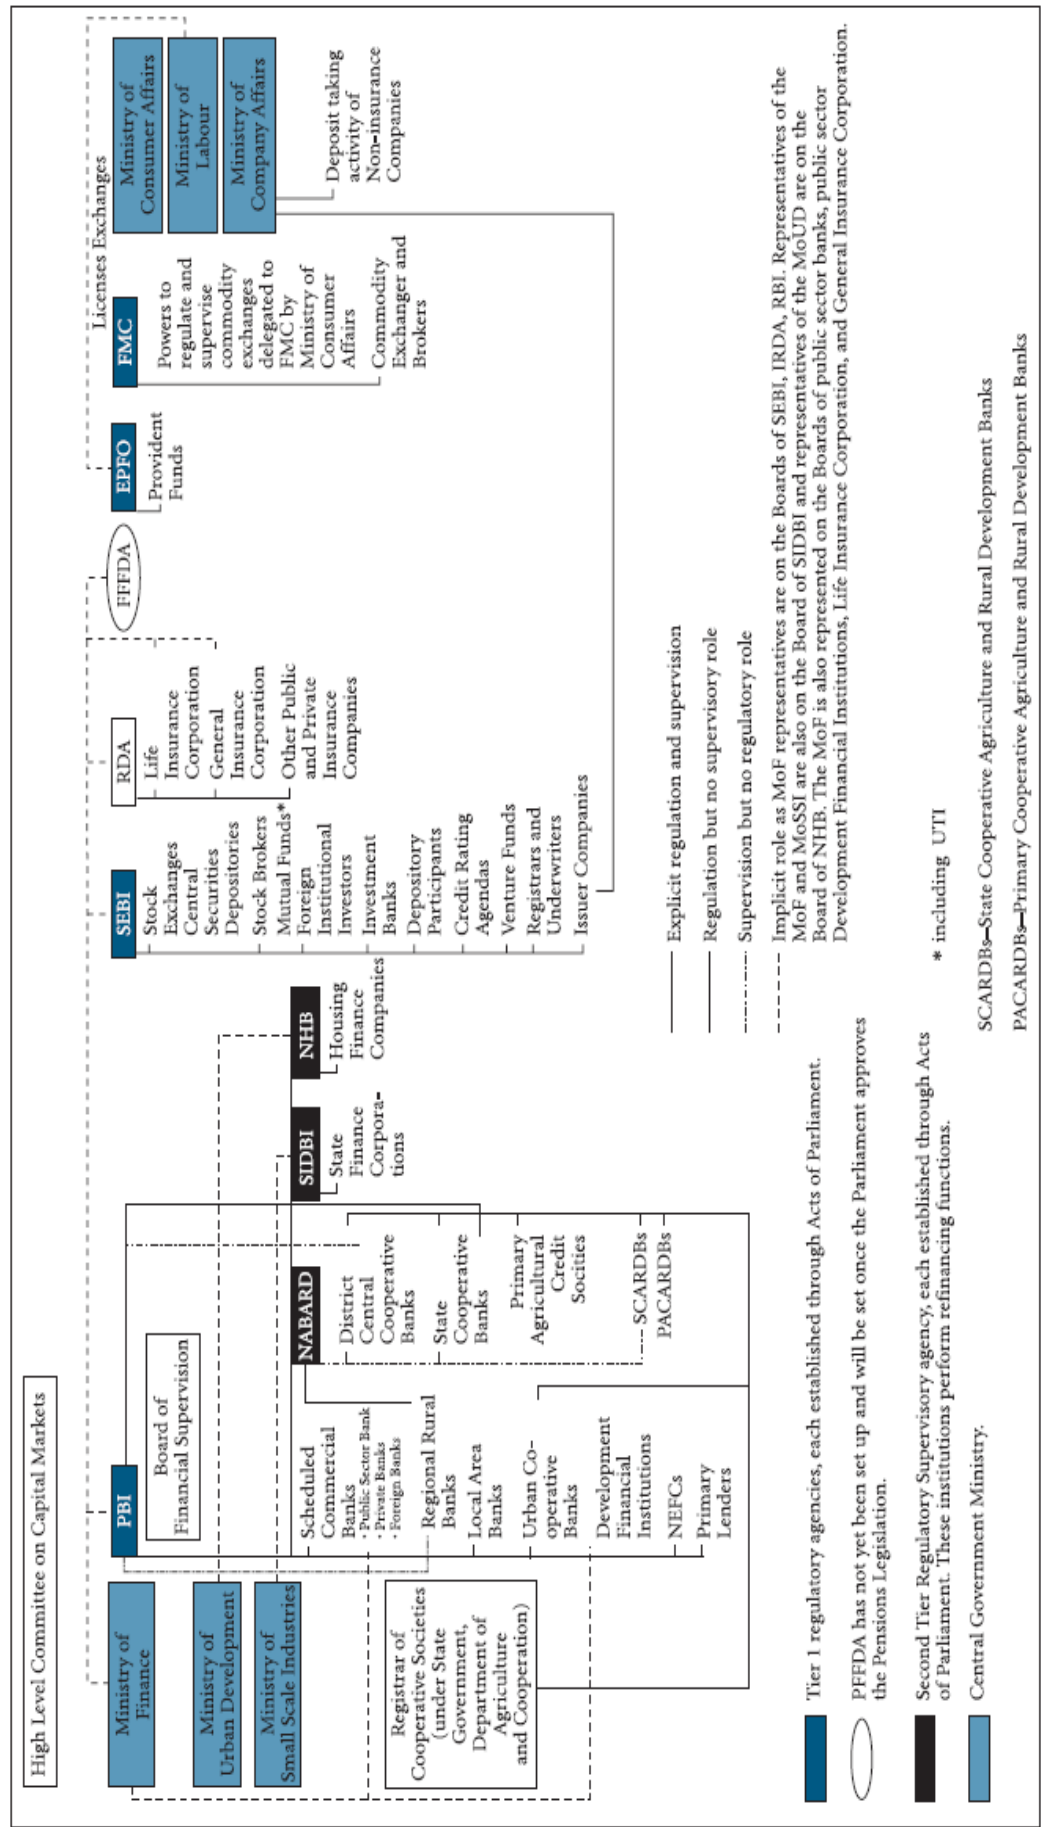 High Level Committee on Capital Markets
Ministry of
Finance
Ministry of
Urban Development
Ministry of
Small Scale Industries
Registrar of
Cooperative Societies
(under State
Government,
Department of
Agriculture
and Cooperation)
PBI
Board of
Financial Supervision
Scheduled
Commercial
Banks
· Public Sector Bank
· Private Banks
· Foreign Banks
Regional Rural
Banks
Local Area
Banks
Urban Co-
operative
Banks
Development
Financial
Institutions
NEFCs
Primary
Lenders
NABARD
District
Central
Cooperative
Banks
State
Cooperative
Banks
Primary
Agricultural
Credit
Socities
SCARDBs
PACARDBs
SIDBI
State
Finance
Corpora-
tions
NHB
Housing
Finance
Companies
SEBI
Stock
Exchanges
Central
Securities
Depositories
Stock Brokers
Mutual Funds*
Foreign
Institutional
Investors
Investment
Banks
Depository
Participants
Credit Rating
Agendas
Venture Funds
Registrars and
Underwriters
Issuer Companies
RDA
Life
Insurance
Corporation
General
Insurance
Corporation
Other Public
and Private
Insurance
Companies
FFFDA
EPFO
Provident
Funds
FMC
Powers to
regulate and
supervise
commodity
exchanges
delegated to
FMC by
Ministry of
Consumer
Affairs
Commodity
Exchanger and
Brokers
Licenses Exchanges
Ministry of
Consumer Affairs
Ministry of
Labour
Ministry of
Company Affairs
Deposit taking
activity of
Non-insurance
Companies
Tier 1 regulatory agencies, each established through Acts of Parliament.
PFFDA has not yet been set up and will be set once the Parliament approves
the Pensions Legislation.
Second Tier Regulatory Supervisory agency, each established through Acts
of Parliament. These institutions perform refinancing functions.
Central Government Ministry.
Explicit regulation and supervision
Regulation but no supervisory role
Supervision but no regulatory role
Implicit role as MoF representatives are on the Boards of SEBI, IRDA, RBI. Representatives of the
MoF and MoSSI are also on the Board of SIDBI and representatives of the MoUD are on the
Board of NHB. The MoF is also represented on the Boards of public sector banks, public sector
Development Financial Institutions, Life Insurance Corporation, and General Insurance Corporation.
* including UTI
SCARDBs—State Cooperative Agriculture and Rural Development Banks
PACARDBs—Primary Cooperative Agriculture and Rural Development Banks